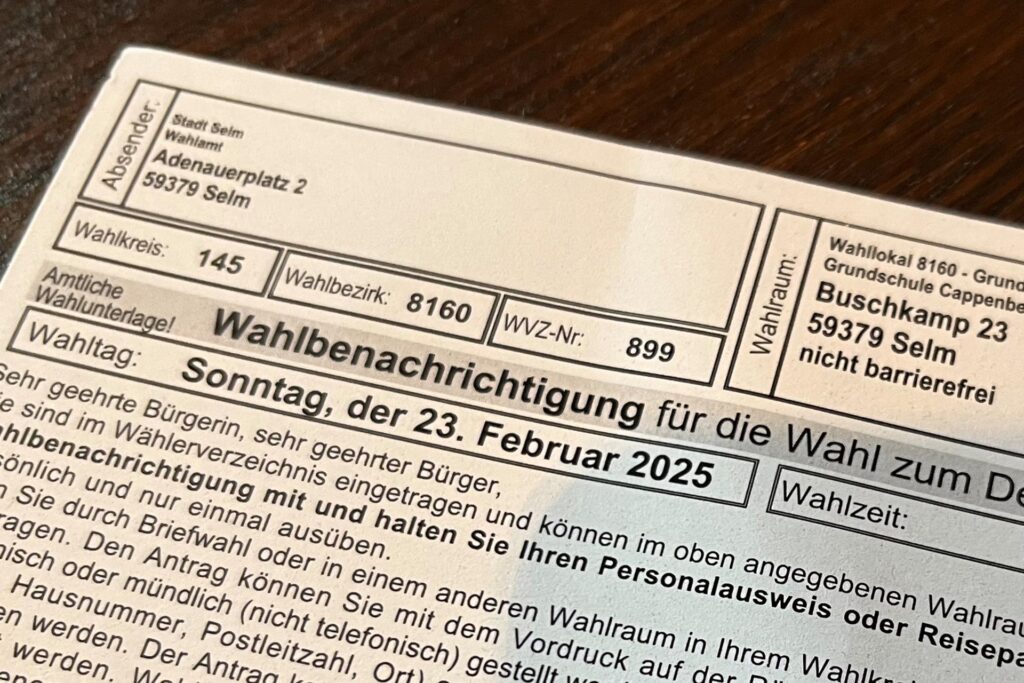 Absender:
Stadt Selm
Wahlamt
Adenauerplatz 2
59379 Selm
Wahlkreis: 145
Wahlbezirk: 8160
WVZ-Nr: 899
Wahlraum:
Wahllokal 8160 - Grund
Grundschule Cappenbe
Buschkamp 23
59379 Selm
nicht barrierefrei
Amtliche
Wahlunterlage!
Wahlbenachrichtigung für die Wahl zum De
Wahltag: Sonntag, der 23. Februar 2025
Wahlzeit:
Sehr geehrte Bürgerin, sehr geehrter Bürger,
ie sind im Wählerverzeichnis eingetragen und können im oben angegebenen Wahlrau
ahlbenachrichtigung mit und halten Sie Ihren Personalausweis oder Reisepa
sönlich und nur einmal ausüben.
n Sie durch Briefwahl oder in einem anderen Wahlraum in Ihrem Wahlkrei
ragen. Den Antrag können Sie mit dem Vordruck auf der
nisch oder mündlich (nicht telefonisch) gestellt
Hausnummer, Postleitzahl, Ort)
en werden. Der Antrag
werden.